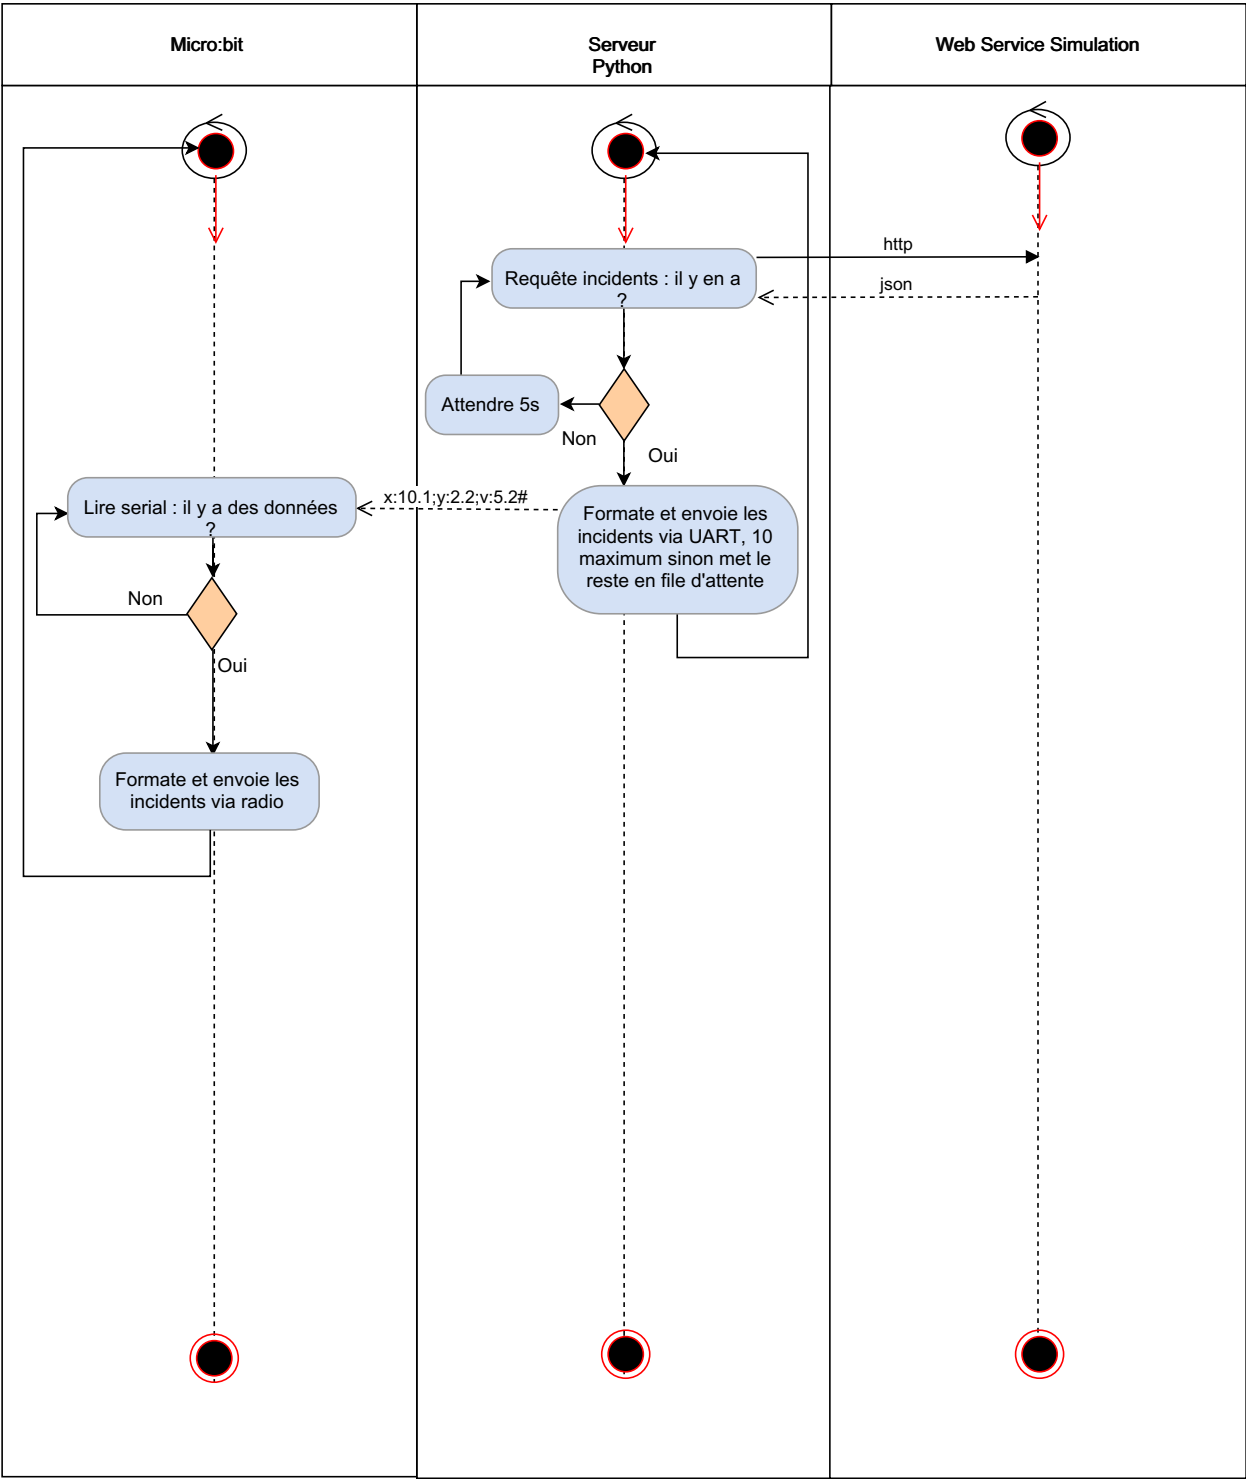 Micro:bit
Serveur
Python
Web Service Simulation
http
Requête incidents : il y en a
?
json
Attendre 5s
Non
Oui
x:10.1;y:2.2;v:5.2#
Lire serial : il y a des données
?
Formate et envoie les
incidents via UART, 10
maximum sinon met le
reste en file d'attente
Non
Oui
Formate et envoie les
incidents via radio